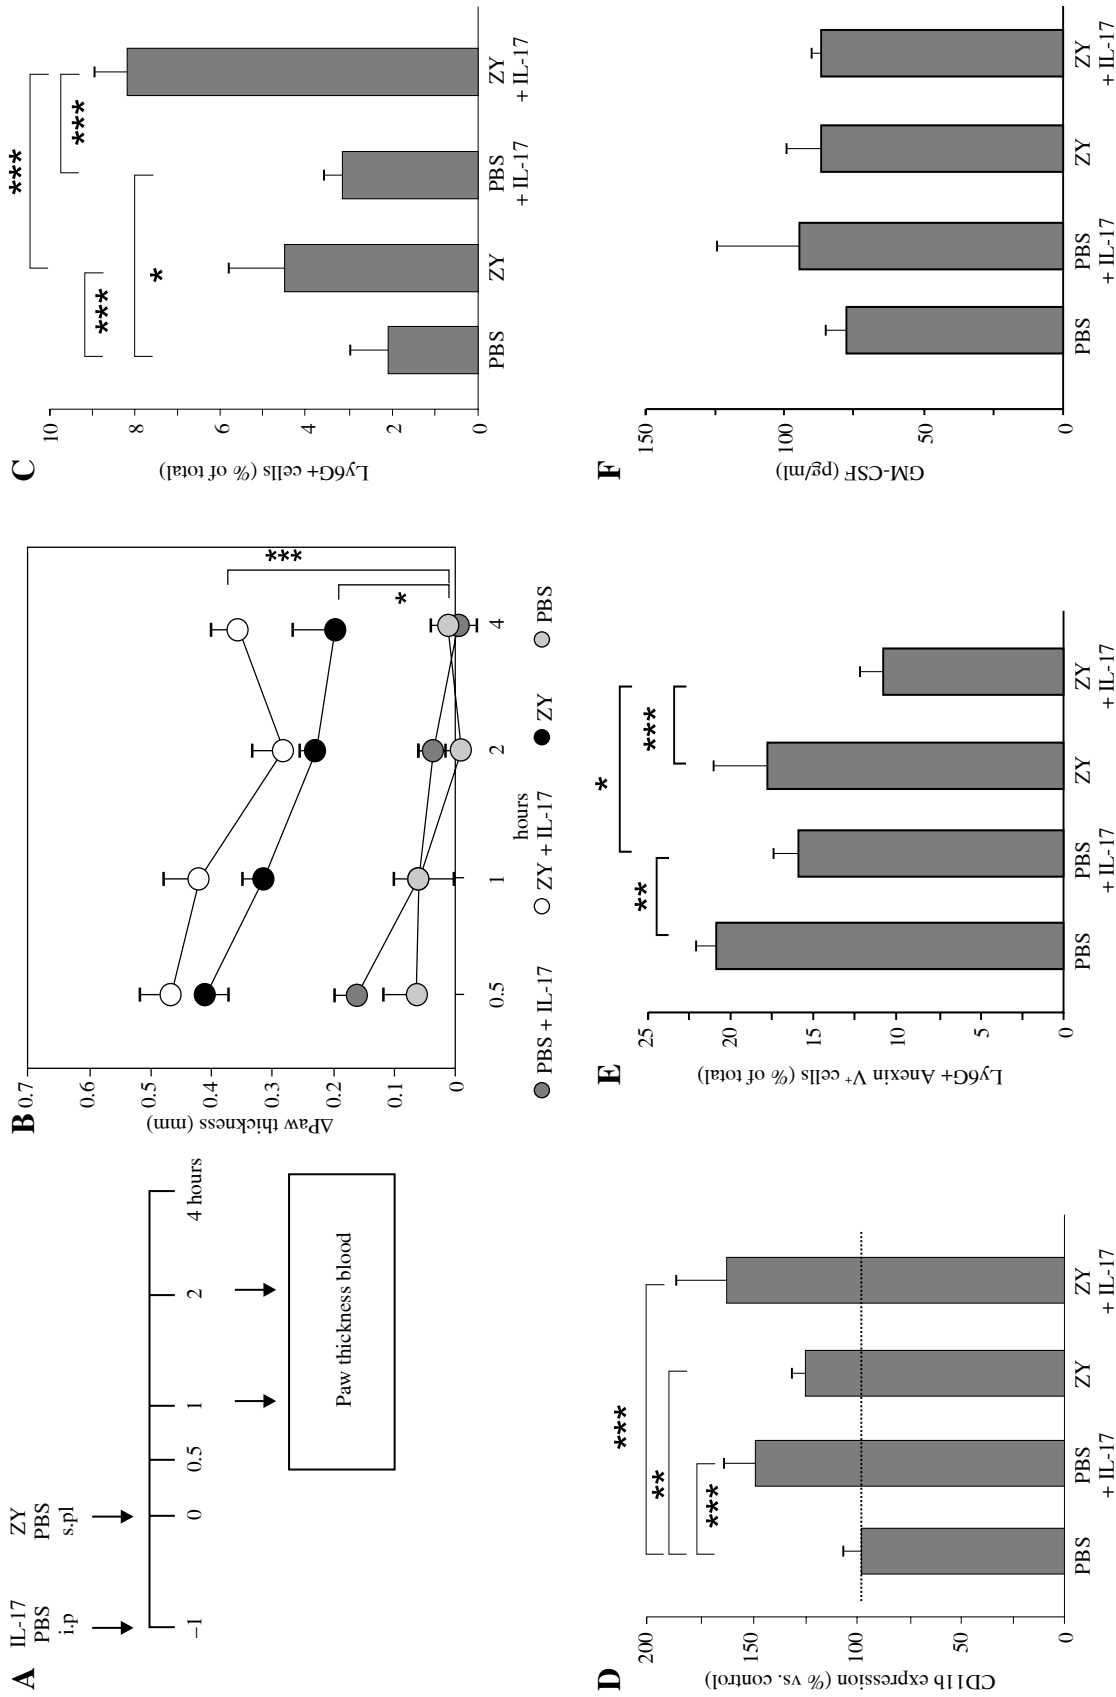 A
IL-17
PBS
i.p
ZY
PBS
s.pl
−1
0
0.5
1
2
4 hours
Paw thickness blood
B
ΔPaw thickness (mm)
0.7
0.6
0.5
0.4
0.3
0.2
0.1
0
***
*
0.5
1
2
4
hours
PBS + IL-17
ZY + IL-17
ZY
PBS
C
Ly6G+ cells (% of total)
10
8
6
4
2
0
***
***
***
*
PBS
ZY
PBS
+ IL-17
ZY
+ IL-17
D
CD11b expression (% vs. control)
200
150
100
50
0
***
**
***
PBS
PBS
+ IL-17
ZY
ZY
+ IL-17
E
Ly6G+ Anexin V+ cells (% of total)
25
20
15
10
5
0
*
**
***
PBS
PBS
+ IL-17
ZY
ZY
+ IL-17
F
GM-CSF (pg/ml)
150
100
50
0
PBS
PBS
+ IL-17
ZY
ZY
+ IL-17